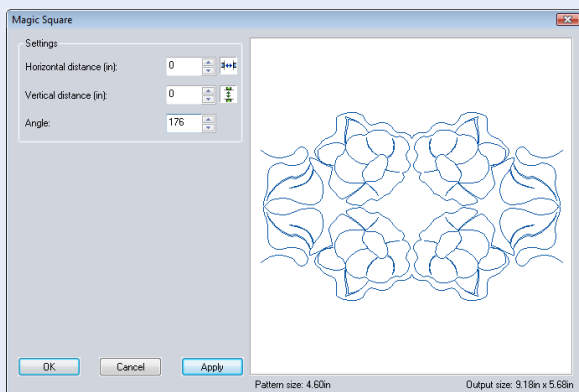 Magic Square
Settings
Horizontal distance (in): 0
Vertical distance (in): 0
Angle: 176
OK Cancel Apply
Pattern size: 4.60in Output size: 9.18in x 5.68in